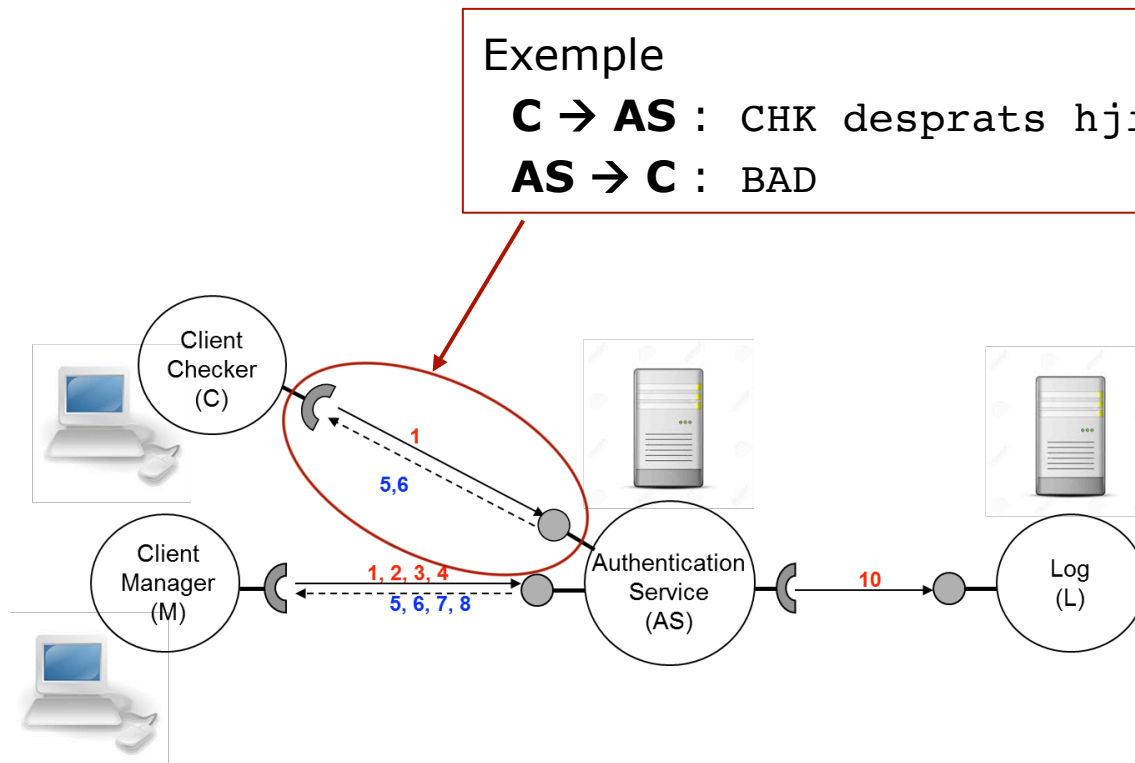 Exemple
C → AS : CHK desprats
AS → C : BAD
Client
Checker
(C)
1
5,6
Client
Manager
(M)
1, 2, 3, 4
5, 6, 7, 8
Authentication
Service
(AS)
10
Log
(L)